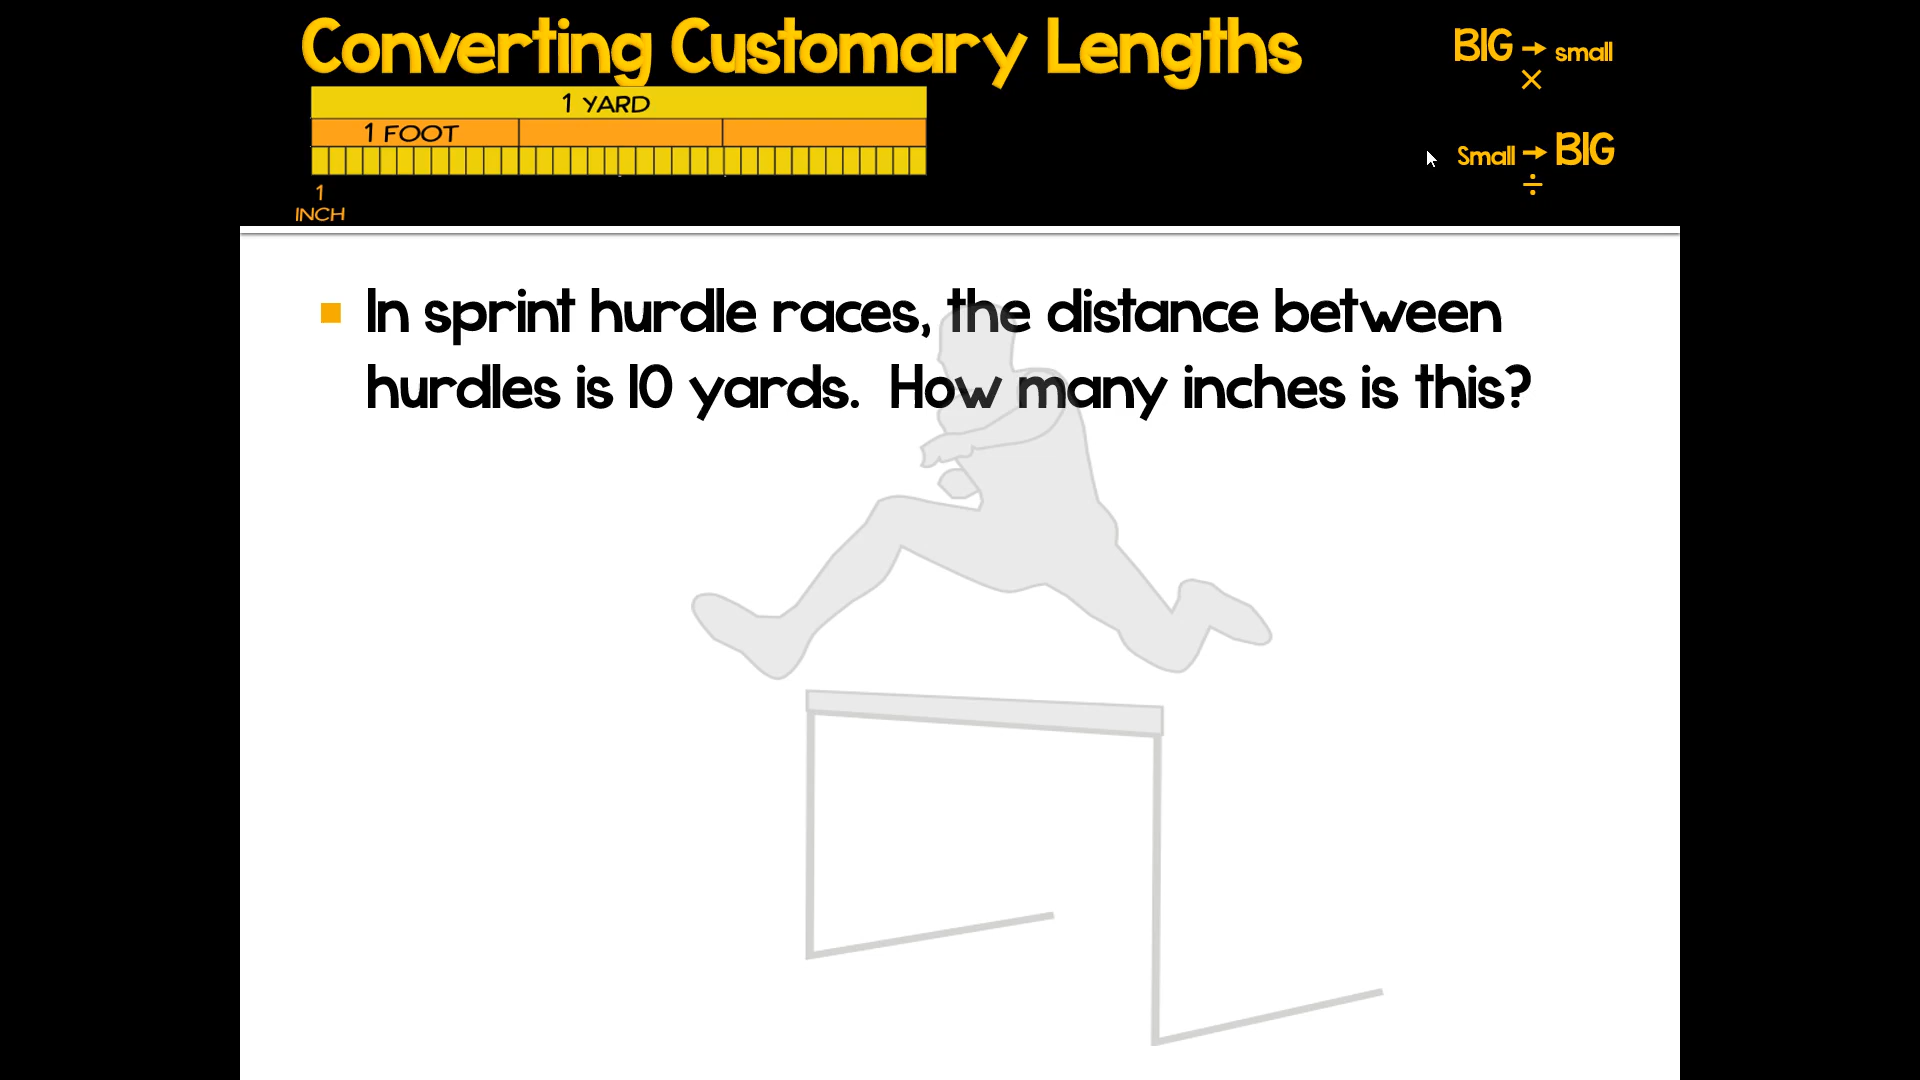 Converting Customary Lengths
BIG → small
×
1 YARD
1 FOOT
Small → BIG
÷
1
INCH
In sprint hurdle races, the distance between
hurdles is 10 yards. How many inches is this?